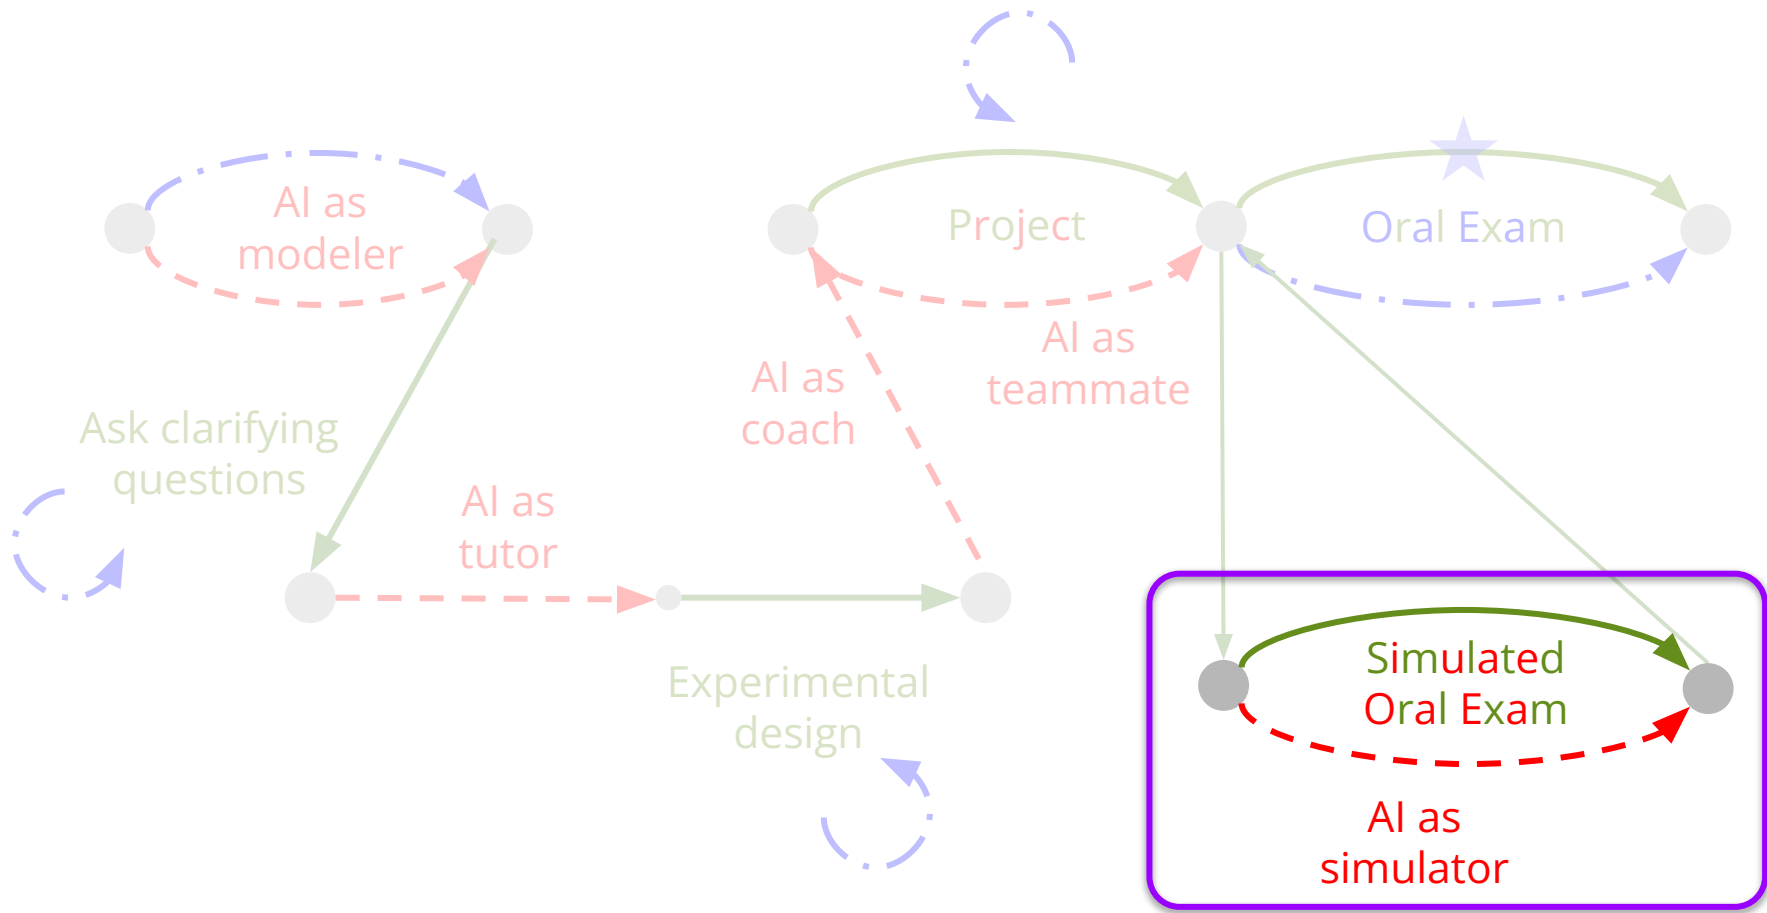 AI as
modeler
Project
Oral Exam
AI as
teammate
AI as
coach
Ask clarifying
questions
AI as
tutor
Experimental
design
Simulated
Oral Exam
AI as
simulator